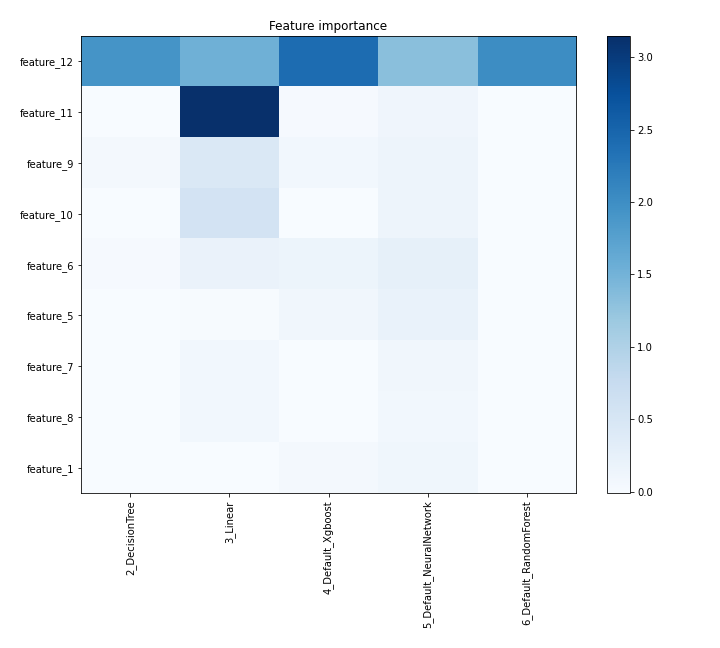 Feature importance
feature_12
feature_11
feature_9
feature_10
feature_6
feature_5
feature_7
feature_8
feature_1
2_DecisionTree
3_Linear
4_Default_Xgboost
5_Default_NeuralNetwork
6_Default_RandomForest
3.0
2.5
2.0
1.5
1.0
0.5
0.0